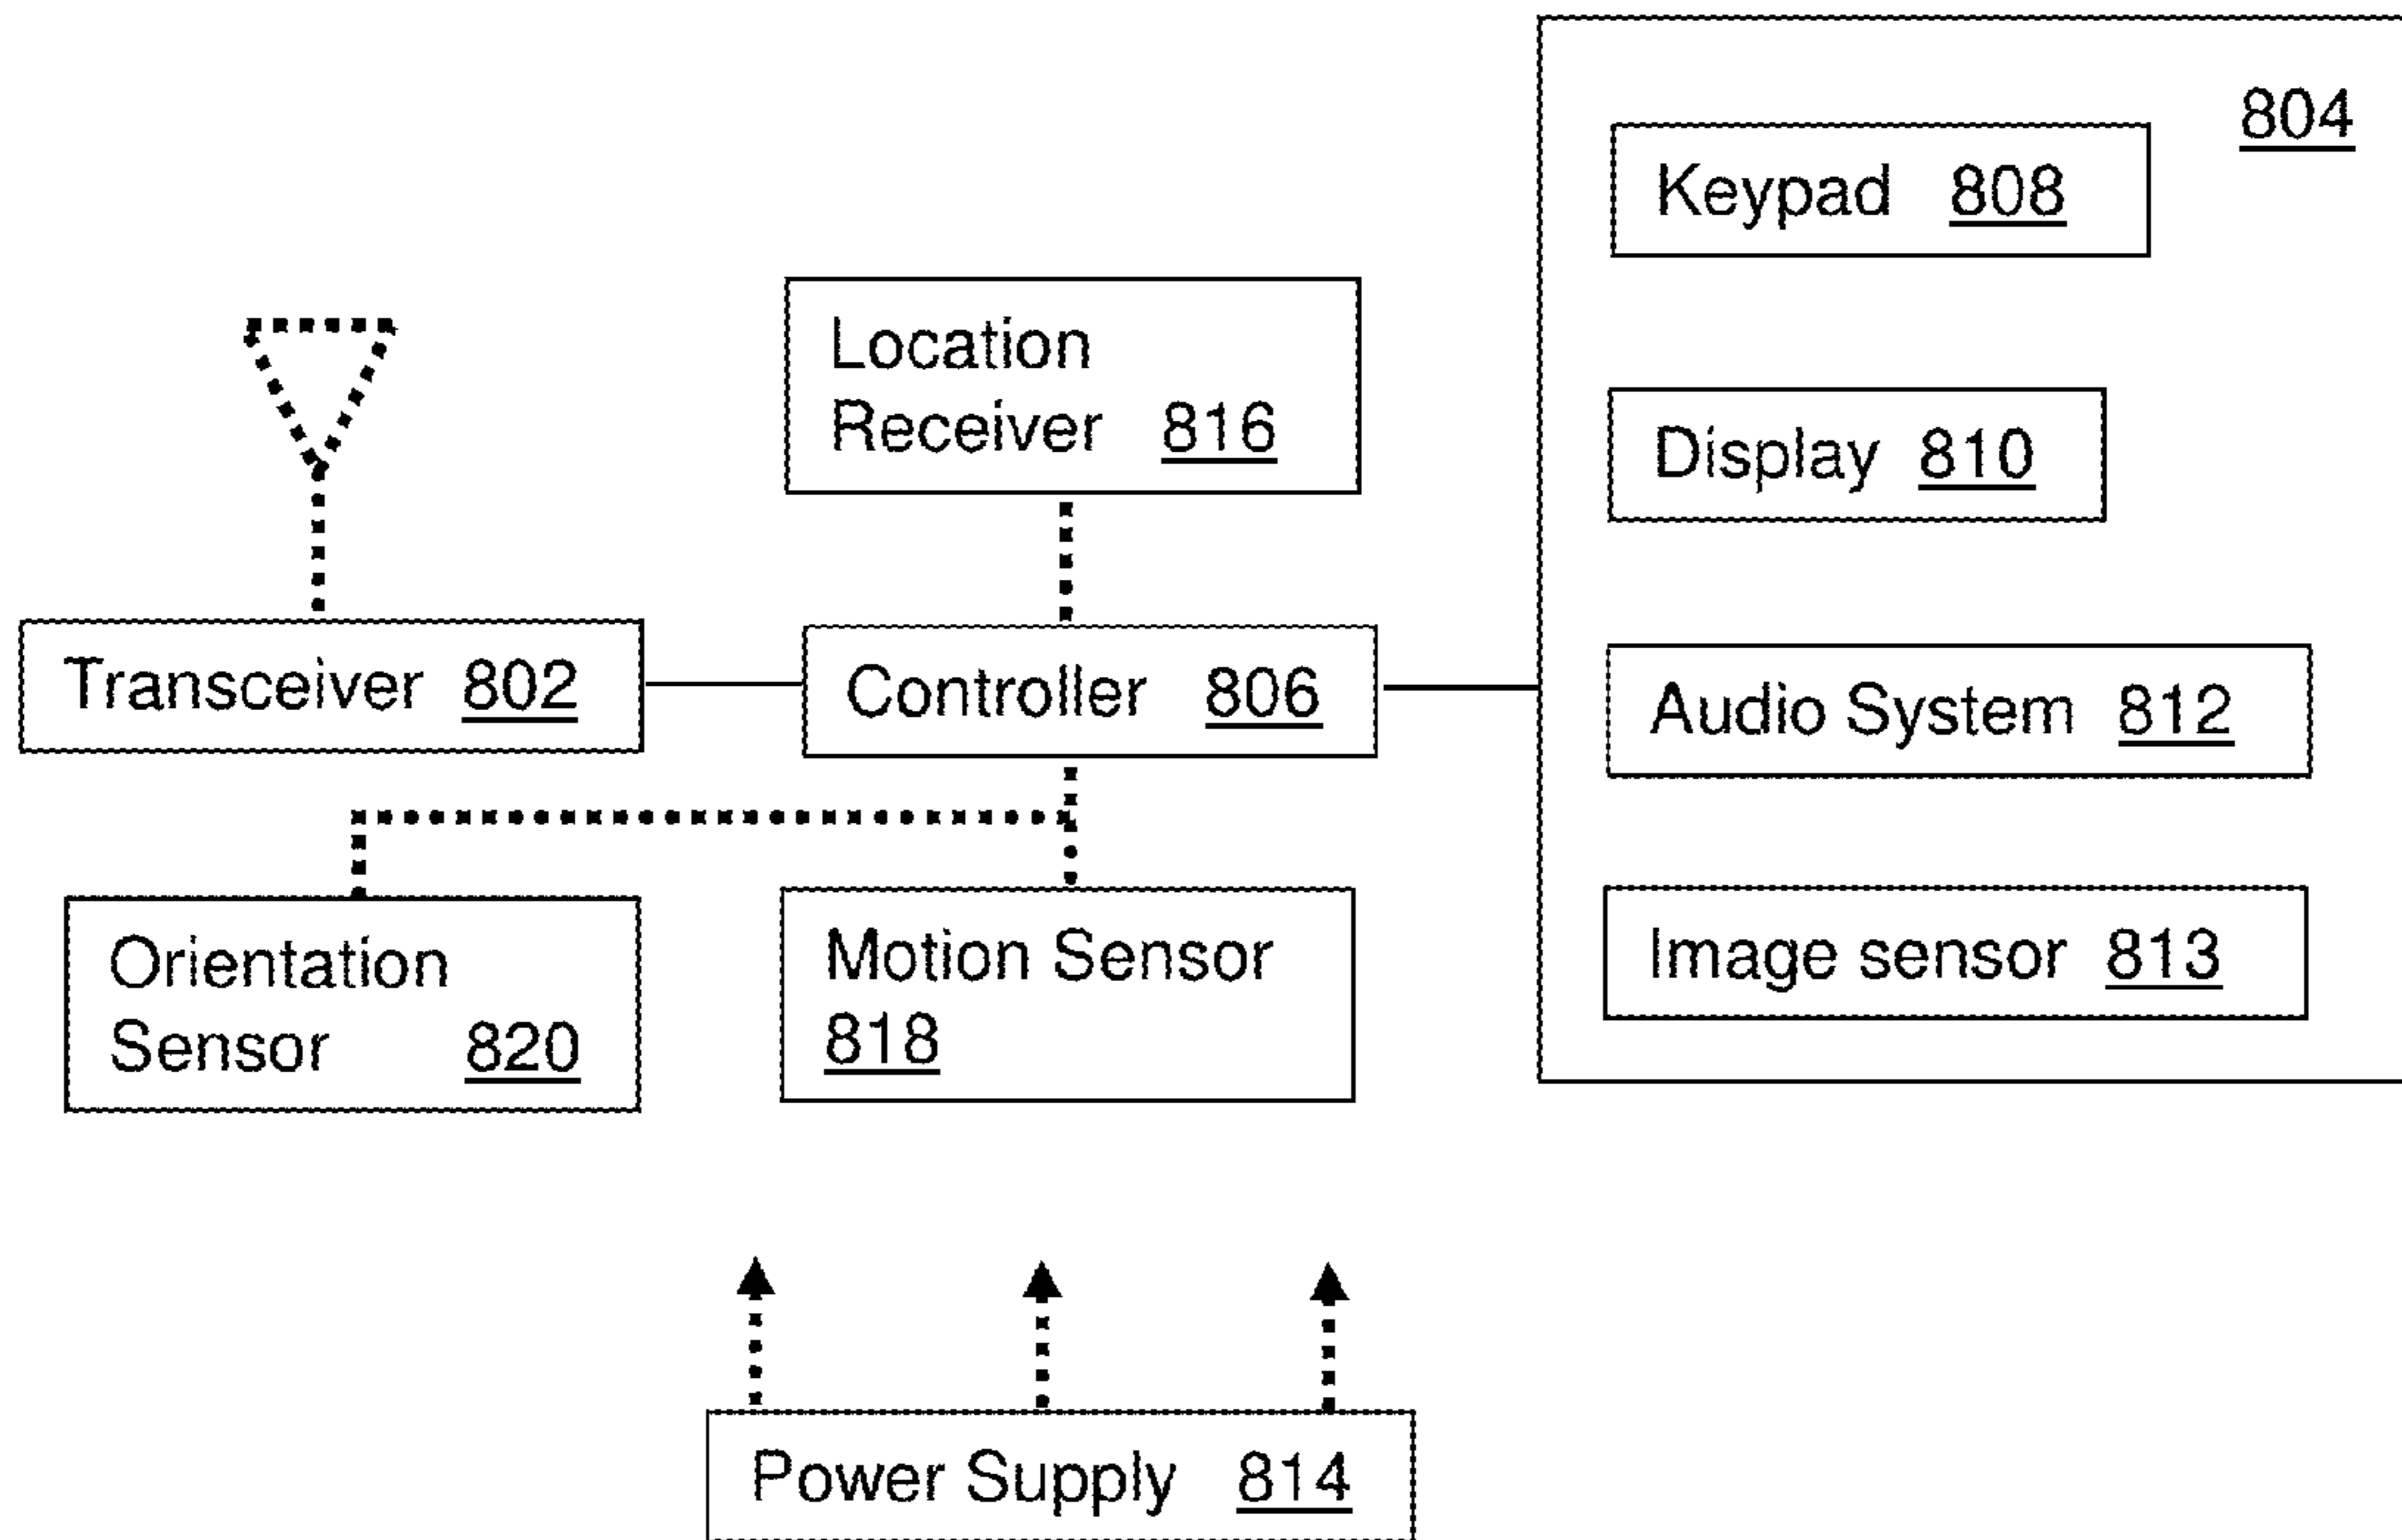 804
Keypad 808
Location
Receiver 816
Display 810
Transceiver 802
Controller 806
Audio System 812
Orientation
Sensor 820
Motion Sensor
818
Image sensor 813
Power Supply 814